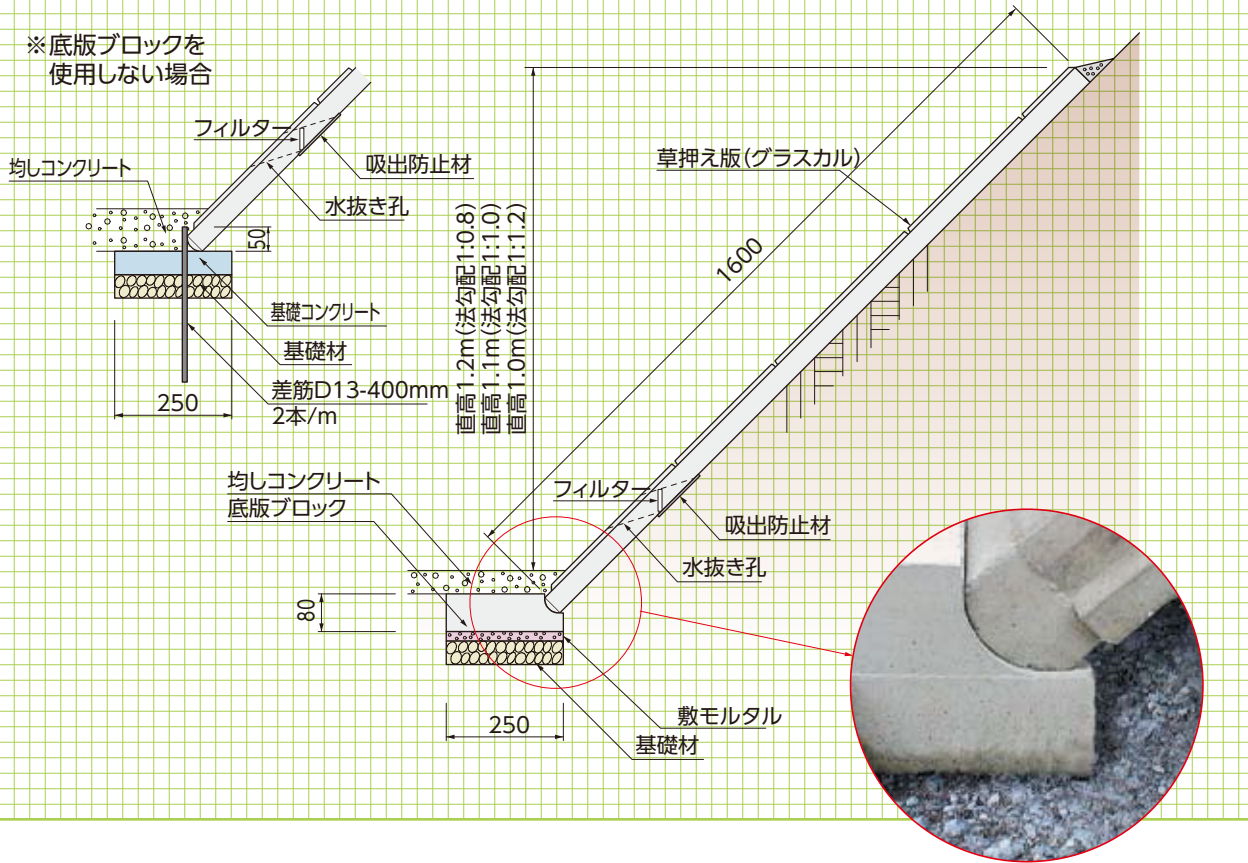 ※底版ブロックを
使用しない場合
フィルター
均しコンクリート
吸出防止材
水抜き孔
50
基礎コンクリート
基礎材
差筋D13-400mm
2本/m
250
直高1.2m(法勾配1:0.8)
直高1.1m(法勾配1:1.0)
直高1.0m(法勾配1:1.2)
草押え版(グラスカル)
1600
均しコンクリート
底版ブロック
フィルター
吸出防止材
水抜き孔
80
250
敷モルタル
基礎材